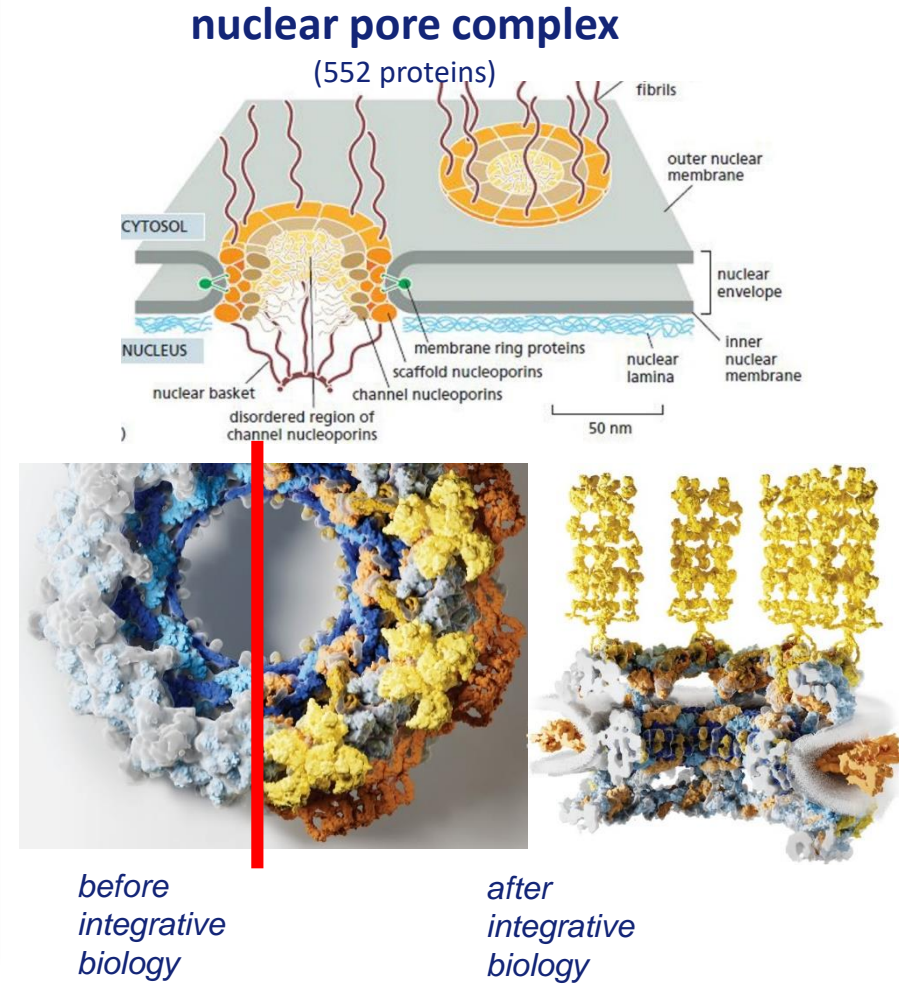 nuclear pore complex
(552 proteins)
fibrils
outer nuclear
membrane
CYTOSOL
nuclear
envelope
NUCLEUS
membrane ring proteins
scaffold nucleoporins
channel nucleoporins
nuclear basket
disordered region of
channel nucleoporins
nuclear
lamina
inner
nuclear
membrane
)
50 nm
before
integrative
biology
after
integrative
biology